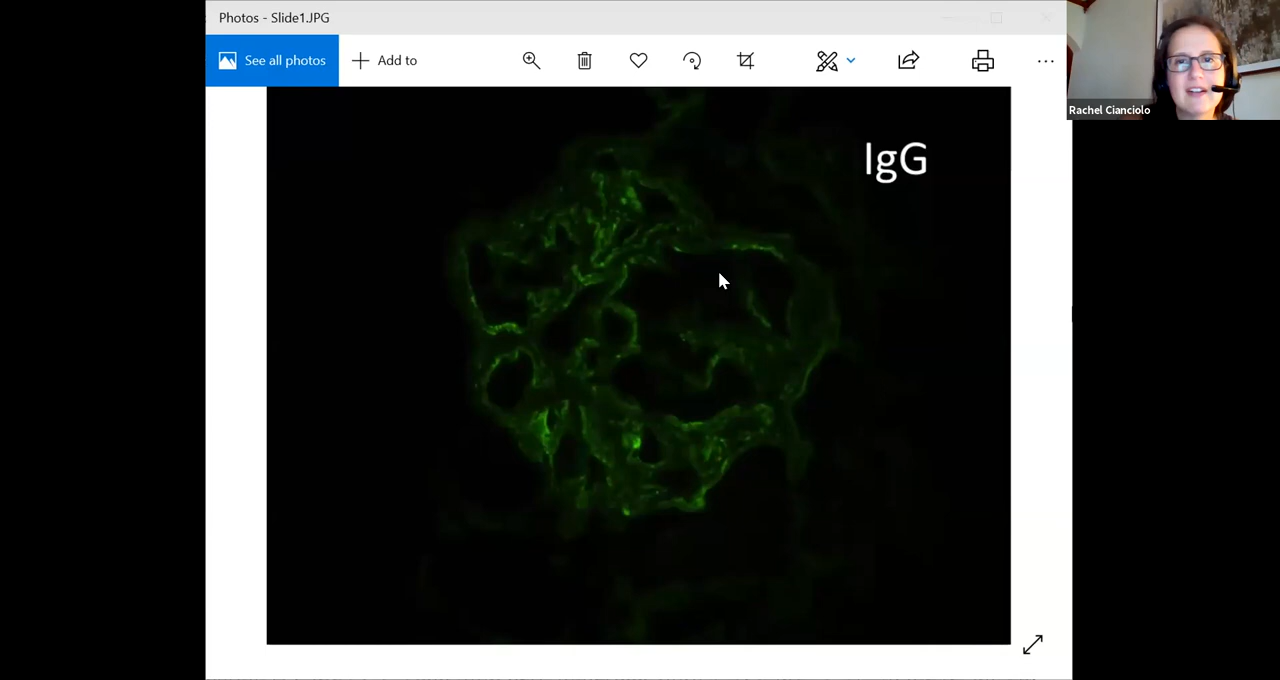 Photos - Slide1.JPG
See all photos
Add to
Rachel Cianciolo
IgG